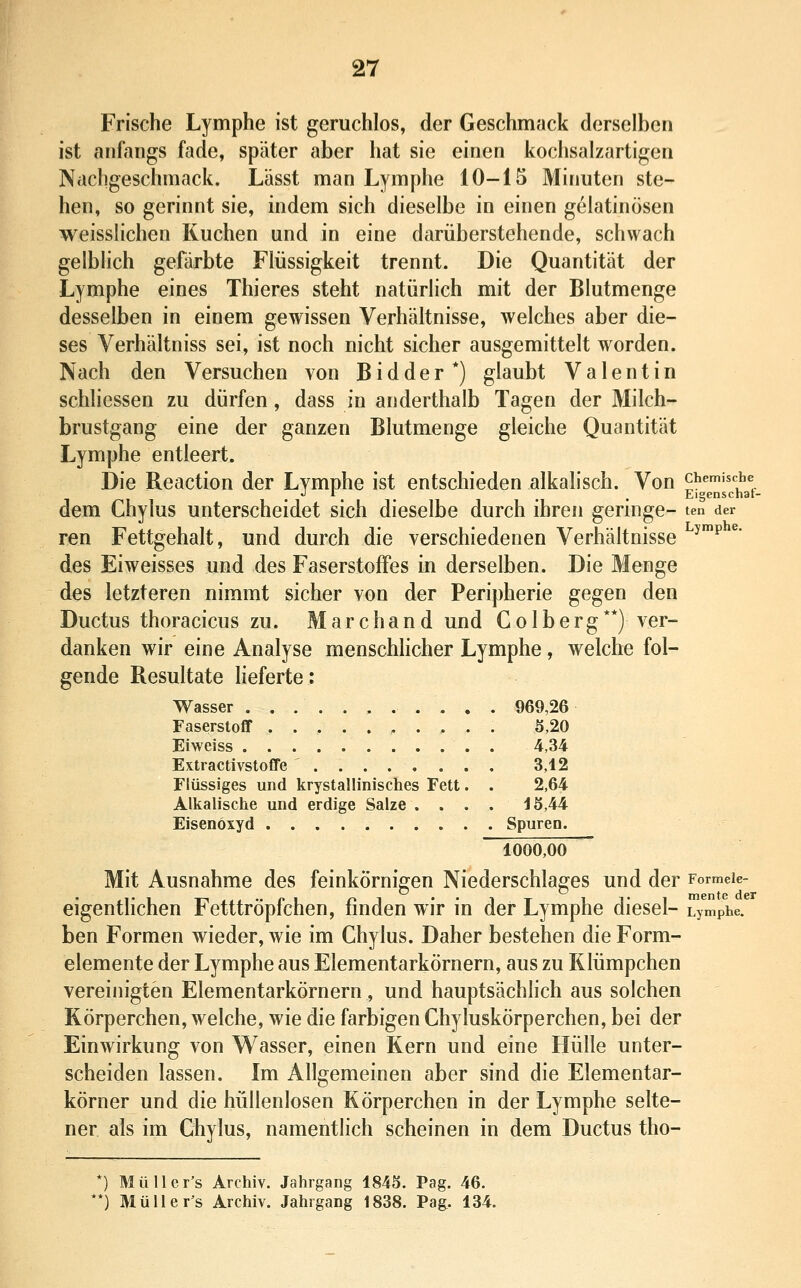 27
Frische Lymphe ist geruchlos, der Geschmack derselben
ist anfangs fade, später aber hat sie einen kochsalzartigen
Nachgeschmack. Lässt man Lymphe 10–15 Minuten ste-
hen, so gerinnt sie, indem sich dieselbe in einen gélatinösen
weisslichen Kuchen und in eine darüberstehende, schwach
gelblich gefärbte Flüssigkeit trennt. Die Quantität der
Lymphe eines Thieres steht natürlich mit der Blutmenge
desselben in einem gewissen Verhältnisse, welches aber die-
ses Verhältniss sei, ist noch nicht sicher ausgemittelt worden.
Nach den Versuchen von Bidder*) glaubt Valentin
schliessen zu dürfen, dass in anderthalb Tagen der Milch-
brustgang eine der ganzen Blutmenge gleiche Quantität
Lymphe entleert.
Die Reaction der Lymphe ist entschieden alkalisch. Von
dem Chylus unterscheidet sich dieselbe durch ihren geringe-
ren Fettgehalt, und durch die verschiedenen Verhältnisse
des Eiweisses und des Faserstoffes in derselben. Die Menge
des letzteren nimmt sicher von der Peripherie gegen den
Ductus thoracicus zu. Marchand und Colberg**) ver-
danken wir eine Analyse menschlicher Lymphe, welche fol-
gende Resultate lieferte:
Chemische
Eigenschaf-
ten der
Lymphe.
Wasser . . . . . . . . . . . 969,26
Faserstoff . . . . . . . . . . 5,20
Eiweiss . . . . . . . . . . . 4,34
Extractivstoffe . . . . . . . . 3,12
Flüssiges und krystallinisches Fett. . 2,64
Alkalische und erdige Salze . . . . 15,44
Eisenoxyd . . . . . . . . . . Spuren.
1000,00
Mit Ausnahme des feinkörnigen Niederschlages und der
eigentlichen Fetttröpfchen, finden wir in der Lymphe diesel-
ben Formen wieder, wie im Chylus. Daher bestehen die Form-
elemente der Lymphe aus Elementarkörnern, aus zu Klümpchen
vereinigten Elementarkörnern, und hauptsächlich aus solchen
Körperchen, welche, wie die farbigen Chyluskörperchen, bei der
Einwirkung von Wasser, einen Kern und eine Hülle unter-
scheiden lassen. Im Allgemeinen aber sind die Elementar-
körner und die hüllenlosen Körperchen in der Lymphe selte-
ner als im Chylus, namentlich scheinen in dem Ductus tho-
Formele-
mente der
Lymphe.
*) Müller's Archiv. Jahrgang 1845. Pag. 46.
**) Müller's Archiv. Jahrgang 1838. Pag. 134.